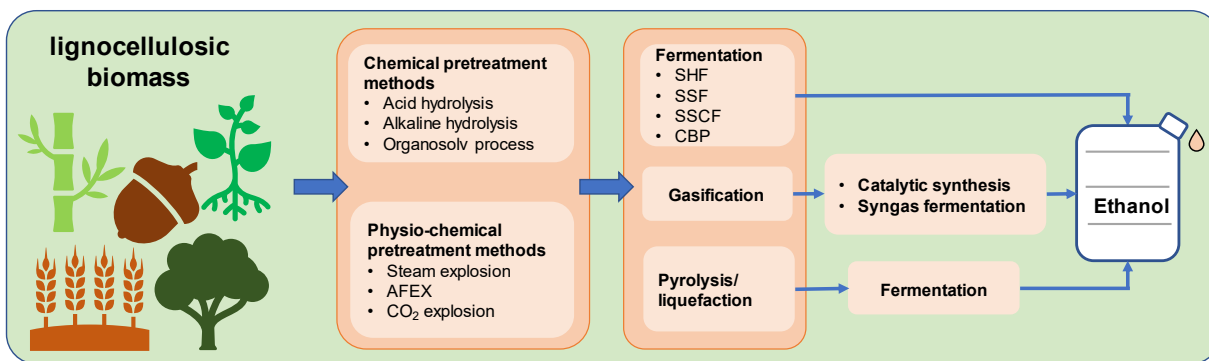 lignocellulosic
biomass
Chemical pretreatment
methods
• Acid hydrolysis
• Alkaline hydrolysis
• Organosolv process
Physio-chemical
pretreatment methods
• Steam explosion
• AFEX
• CO₂ explosion
Fermentation
• SHF
• SSF
• SSCF
• CBP
Gasification
• Catalytic synthesis
• Syngas fermentation
Pyrolysis/
liquefaction
Fermentation
Ethanol